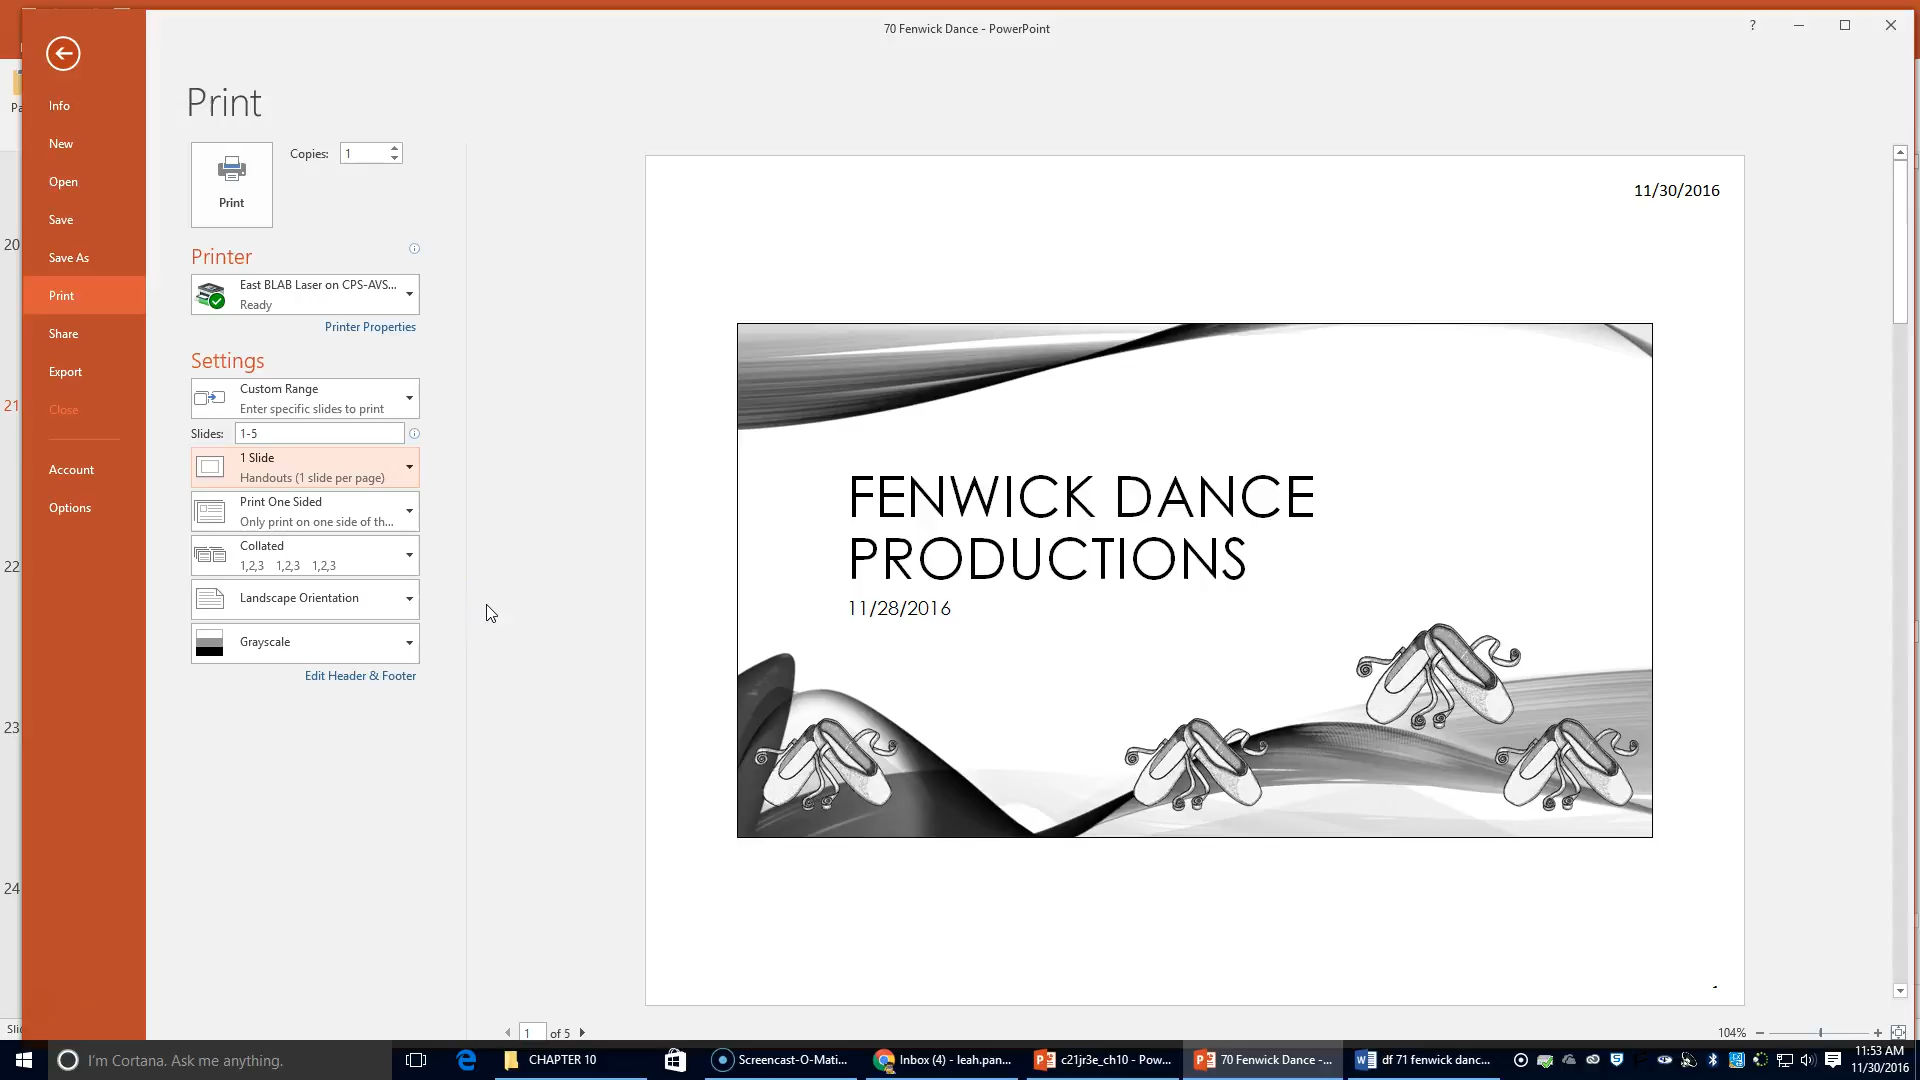 70 Fenwick Dance - PowerPoint
?
Info
New
Open
Save
Save As
Print
Share
Export
Close
Account
Options
Print
Print
Copies: 1
Printer
East BLAB Laser on CPS-AVS...
Ready
Printer Properties
Settings
Custom Range
Enter specific slides to print
Slides: 1-5
1 Slide
Handouts (1 slide per page)
Print One Sided
Only print on one side of th...
Collated
1,2,3 1,2,3 1,2,3
Landscape Orientation
Grayscale
Edit Header & Footer
11/30/2016
FENWICK DANCE
PRODUCTIONS
11/28/2016
20
21
22
23
24
1 of 5
104%
I'm Cortana. Ask me anything.
CHAPTER 10
Screencast-O-Mati...
Inbox (4) - leah.pan...
c21jr3e_ch10 - Pow...
70 Fenwick Dance -...
df 71 fenwick danc...
11:53 AM
11/30/2016